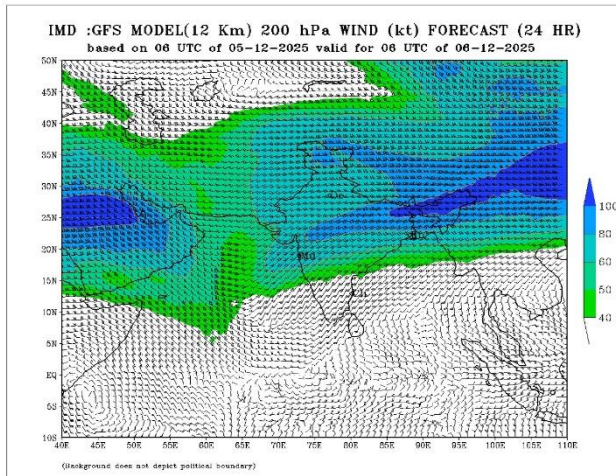 IMD :GFS MODEL(12 Km) 200 hPa WIND (kt) FORECAST (24 HR)
based on 06 UTC of 05-12-2025 valid for 06 UTC of 06-12-2025
50N
45N
40N
35N
30N
25N
20N
15N
10N
5N
EQ
5S
10S
40E 45E 50E 55E 60E 65E 70E 75E 80E 85E 90E 95E 100E 105E 110E
100
80
60
50
40
(Background does not depict political boundary)